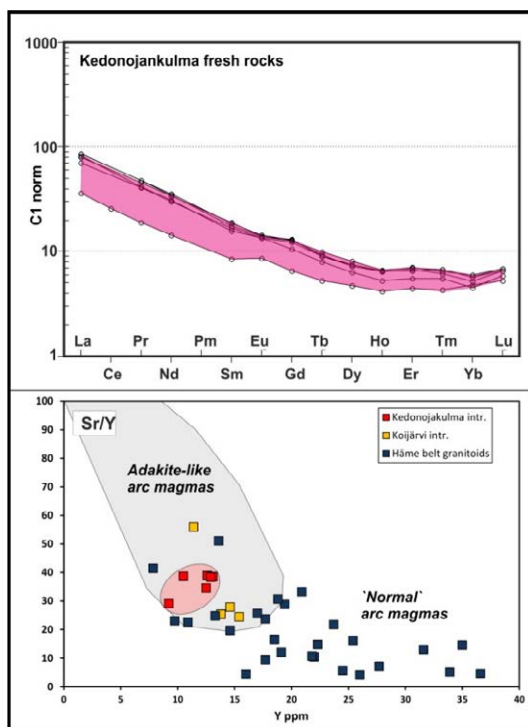 Kedonojankulma fresh rocks
C1 norm
1000
100
10
1
La Pr Pm Eu Tb Ho Tm Lu
Ce Nd Sm Gd Dy Er Yb
Sr/Y
Kedonojakulma intr.
Koijärvi intr.
Häme belt granitoids
Adakite-like
arc magmas
`Normal`
arc magmas
100
90
80
70
60
50
40
30
20
10
0
0 5 10 15 20 25 30 35 40
Y ppm